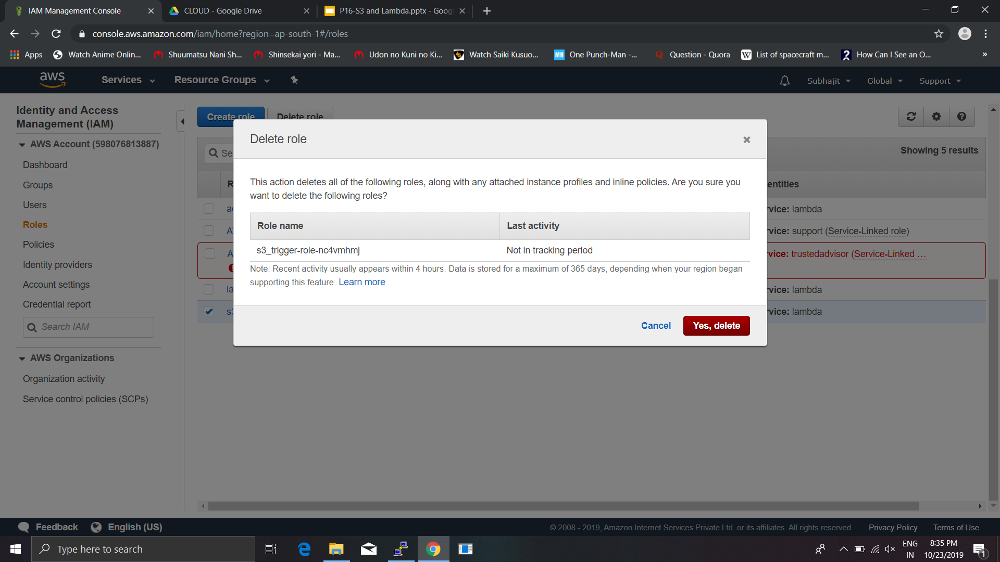 IAM Management Console
CLOUD - Google Drive
P16-S3 and Lambda.pptx - Goog
console.aws.amazon.com/iam/home?region=ap-south-1#/roles
Apps
Watch Anime Onlin...
Shuumatsu Nani Sh...
Shinsekai yori - Ma...
Udon no Kuni no Ki...
Watch Saiki Kusuo...
One Punch-Man -...
Question - Quora
List of spacecraft m...
How Can I See an O...
aws
Services
Resource Groups
Subhajit
Global
Support
Identity and Access
Management (IAM)
AWS Account (598076813887)
Dashboard
Groups
Users
Roles
Policies
Identity providers
Account settings
Credential report
Search IAM
AWS Organizations
Organization activity
Service control policies (SCPs)
Create role
Delete role
Showing 5 results
entities
rvice: lambda
rvice: support (Service-Linked role)
rvice: trustedadvisor (Service-Linked ...
rvice: lambda
rvice: lambda
Delete role
This action deletes all of the following roles, along with any attached instance profiles and inline policies. Are you sure you
want to delete the following roles?
Role name
Last activity
s3_trigger-role-nc4vmhmj
Not in tracking period
Note: Recent activity usually appears within 4 hours. Data is stored for a maximum of 365 days, depending when your region began
supporting this feature. Learn more
Cancel
Yes, delete
Feedback
English (US)
© 2008 - 2019, Amazon Internet Services Private Ltd. or its affiliates. All rights reserved.
Privacy Policy
Terms of Use
Type here to search
ENG
IN
8:35 PM
10/23/2019
1